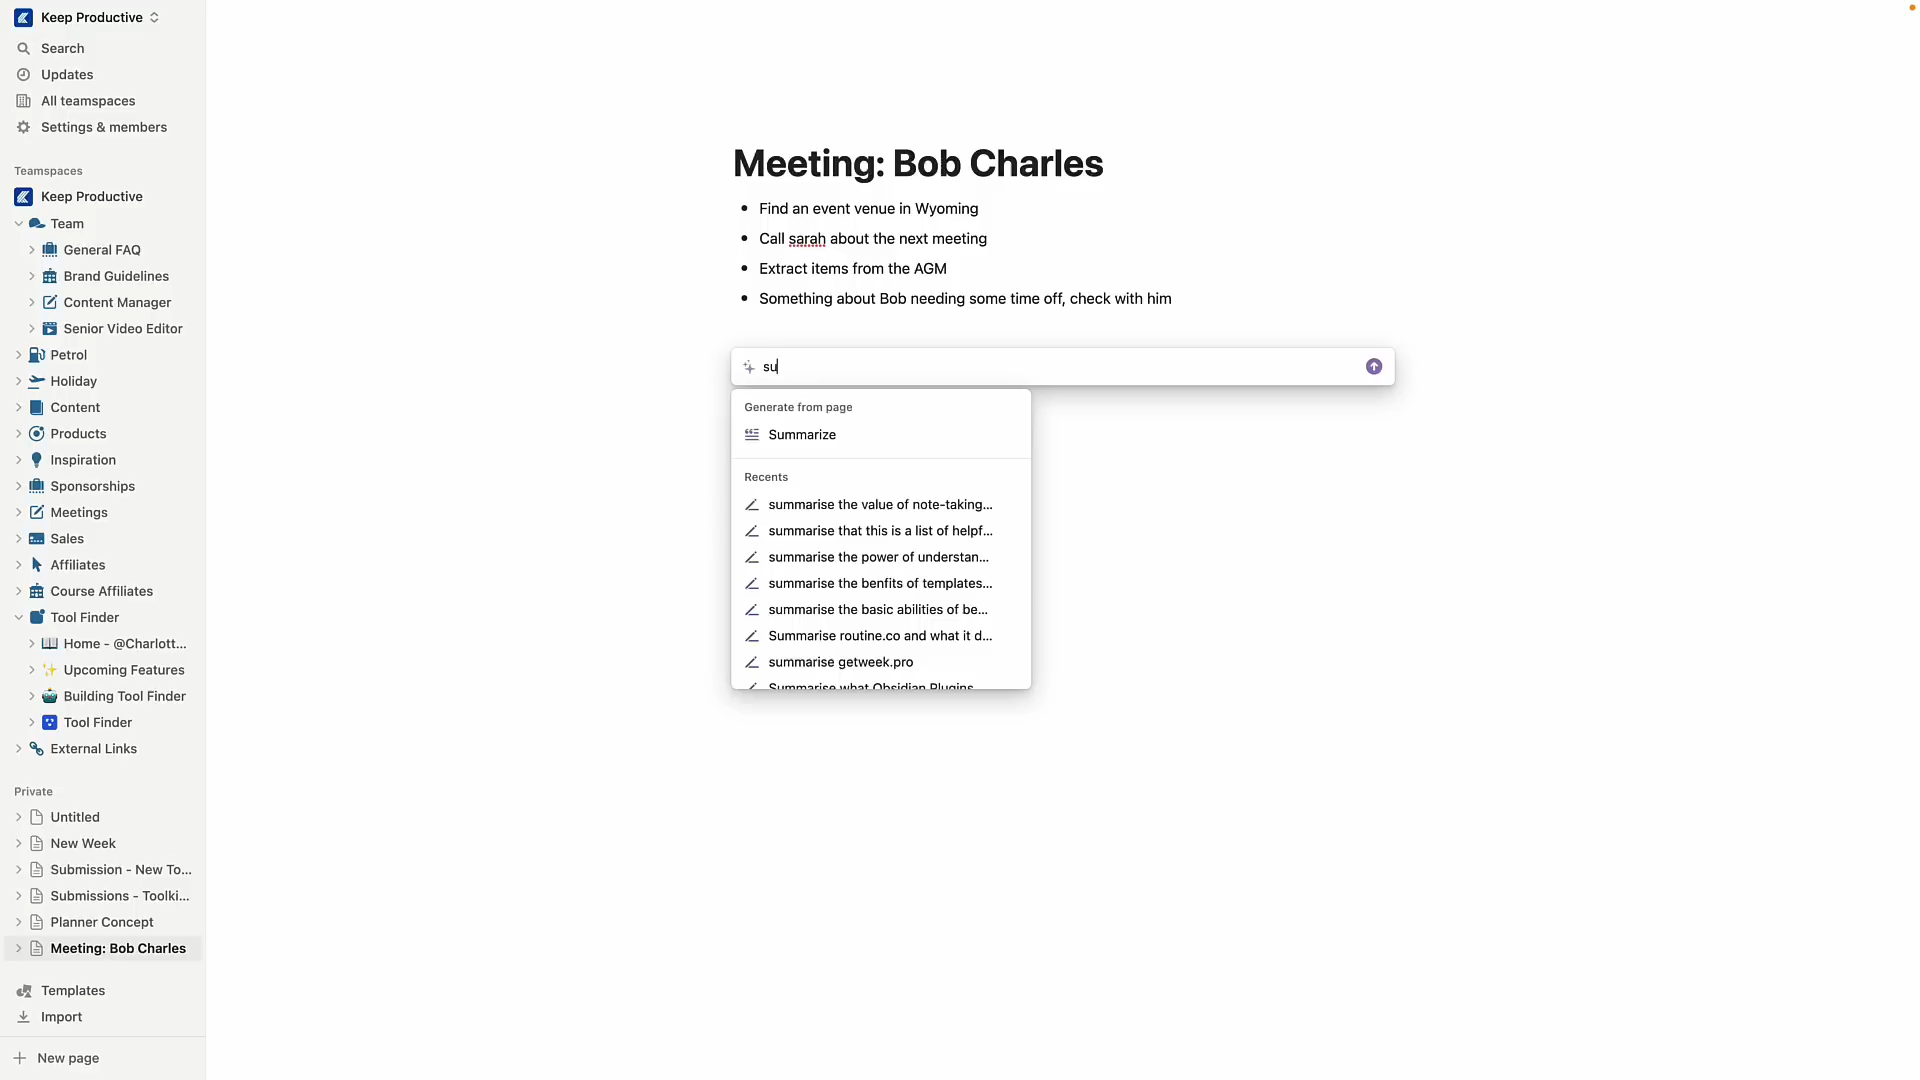 Keep Productive
Search
Updates
All teamspaces
Settings & members
Teamspaces
Keep Productive
Team
General FAQ
Brand Guidelines
Content Manager
Senior Video Editor
Petrol
Holiday
Content
Products
Inspiration
Sponsorships
Meetings
Sales
Affiliates
Course Affiliates
Tool Finder
Home - @Charlott...
Upcoming Features
Building Tool Finder
Tool Finder
External Links
Private
Untitled
New Week
Submission - New To...
Submissions - Toolki...
Planner Concept
Meeting: Bob Charles
Templates
Import
New page
Meeting: Bob Charles
Find an event venue in Wyoming
Call sarah about the next meeting
Extract items from the AGM
Something about Bob needing some time off, check with him
su
Generate from page
Summarize
Recents
summarise the value of note-taking...
summarise that this is a list of helpf...
summarise the power of understan...
summarise the benfits of templates...
summarise the basic abilities of be...
Summarise routine.co and what it d...
summarise getweek.pro
Summarise what Obsidian Plugins